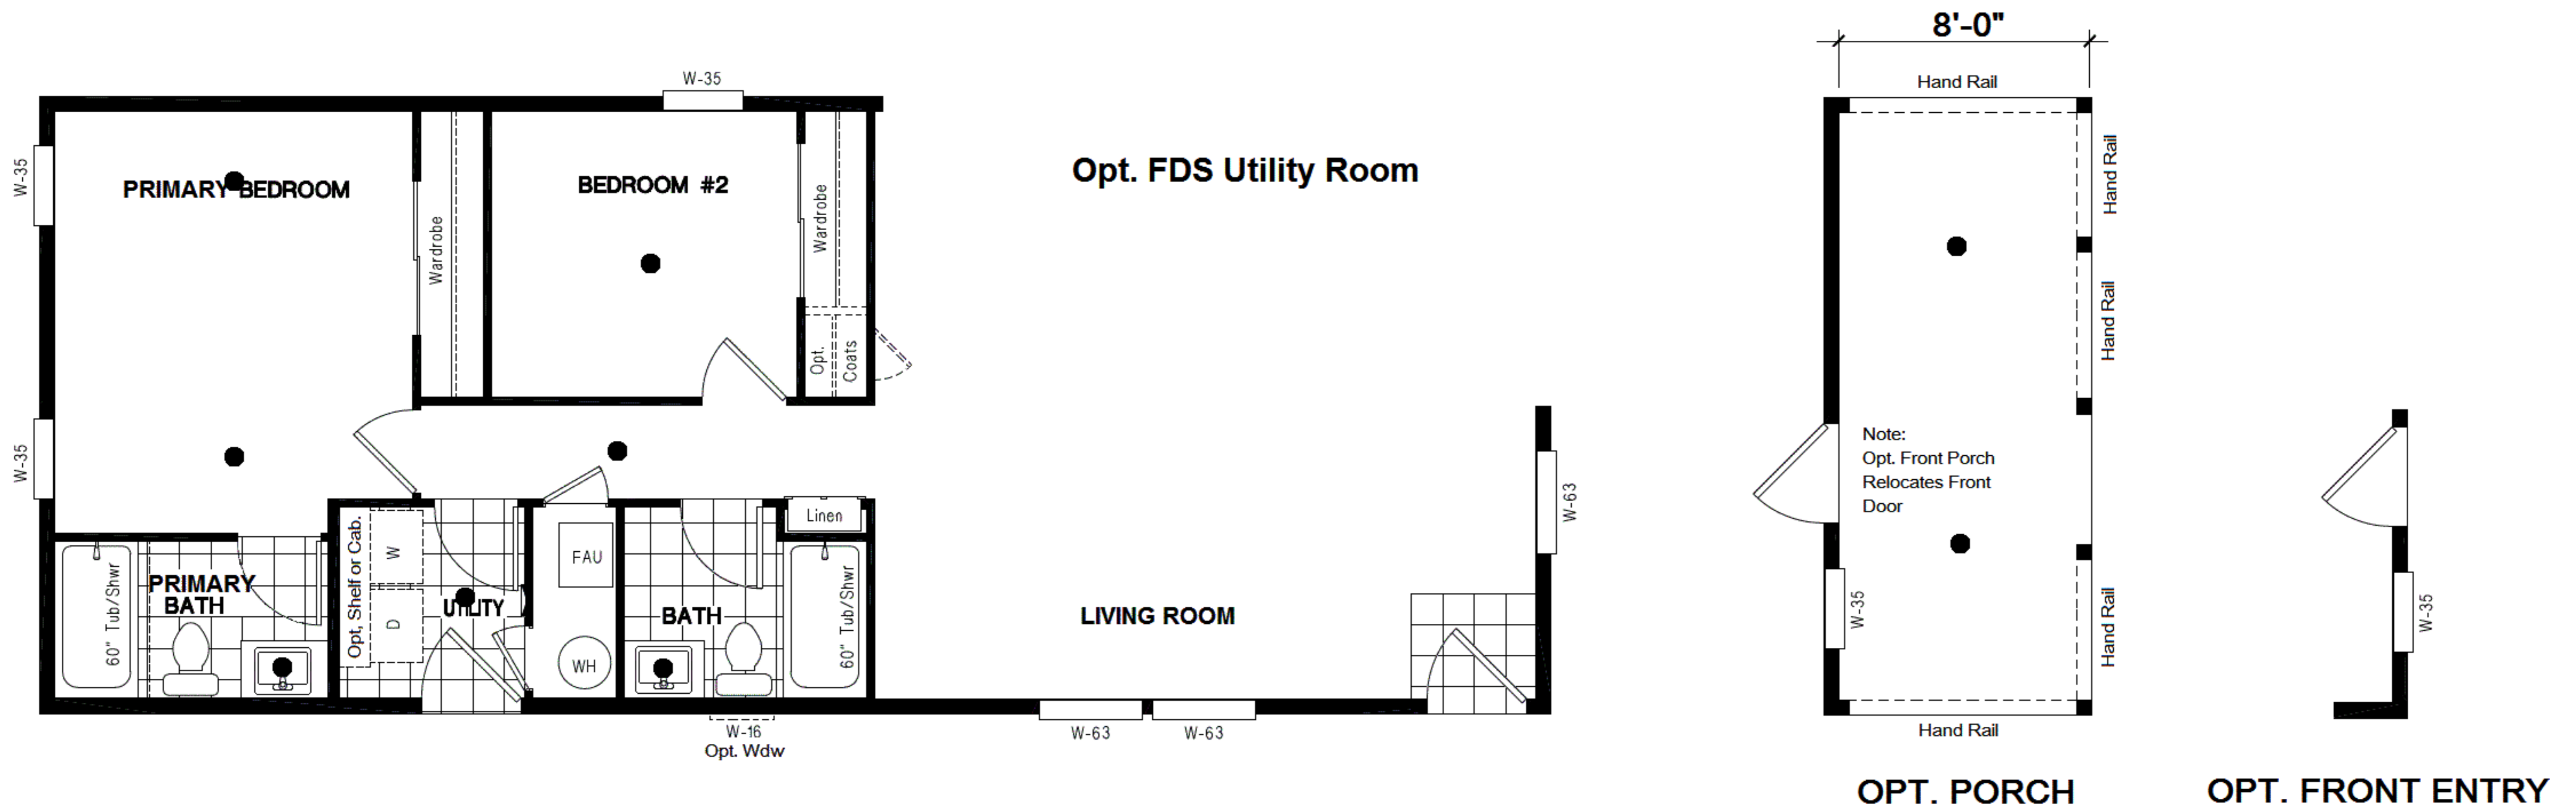 8'-0"
Hand Rail
W-35
W-35
PRIMARY BEDROOM
Wardrobe
BEDROOM #2
Wardrobe
Opt. FDS Utility Room
Hand Rail
Hand Rail
Opt.
Coats
W-35
Note:
Opt. Front Porch
Relocates Front
Door
W-63
Linen
Opt, Shelf or Cab.
W
D
FAU
WH
60" Tub/Shwr
PRIMARY
BATH
UTILITY
BATH
60" Tub/Shwr
LIVING ROOM
W-35
Hand Rail
W-35
W-16
Opt. Wdw
W-63
W-63
Hand Rail
OPT. PORCH
OPT. FRONT ENTRY